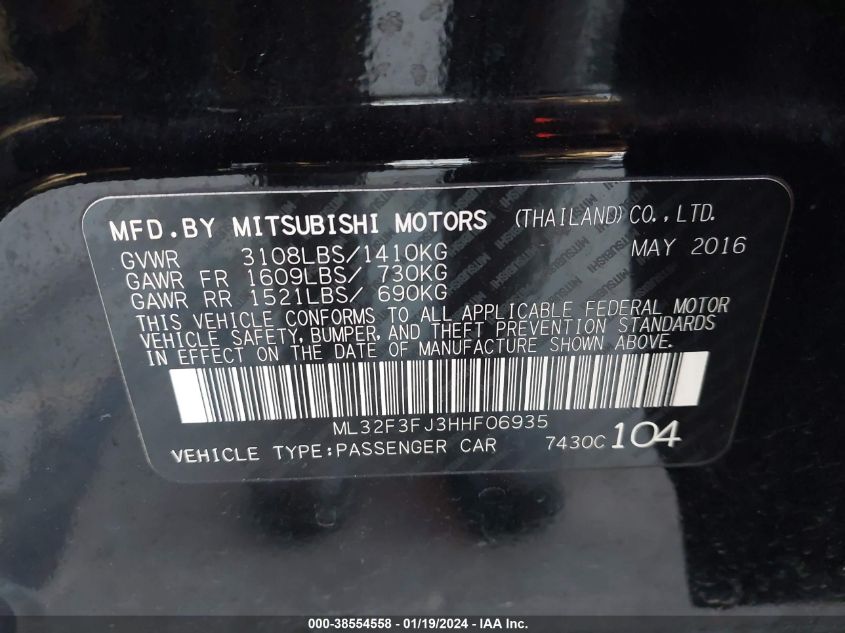 MFD.BY MITSUBISHI MOTORS (THAILAND)CO.,LTD.
GVWR 3108LBS/1410KG MAY 2016
GAWR FR 1609LBS/ 730KG
GAWR RR 1521LBS/ 690KG
THIS VEHICLE CONFORMS TO ALL APPLICABLE FEDERAL MOTOR
VEHICLE SAFETY, BUMPER, AND THEFT PREVENTION STANDARDS
IN EFFECT ON THE DATE OF MANUFACTURE SHOWN ABOVE.
ML32F3FJ3HHF06935
VEHICLE TYPE:PASSENGER CAR 7430C 104
000-38554558 - 01/19/2024 - IAA Inc.